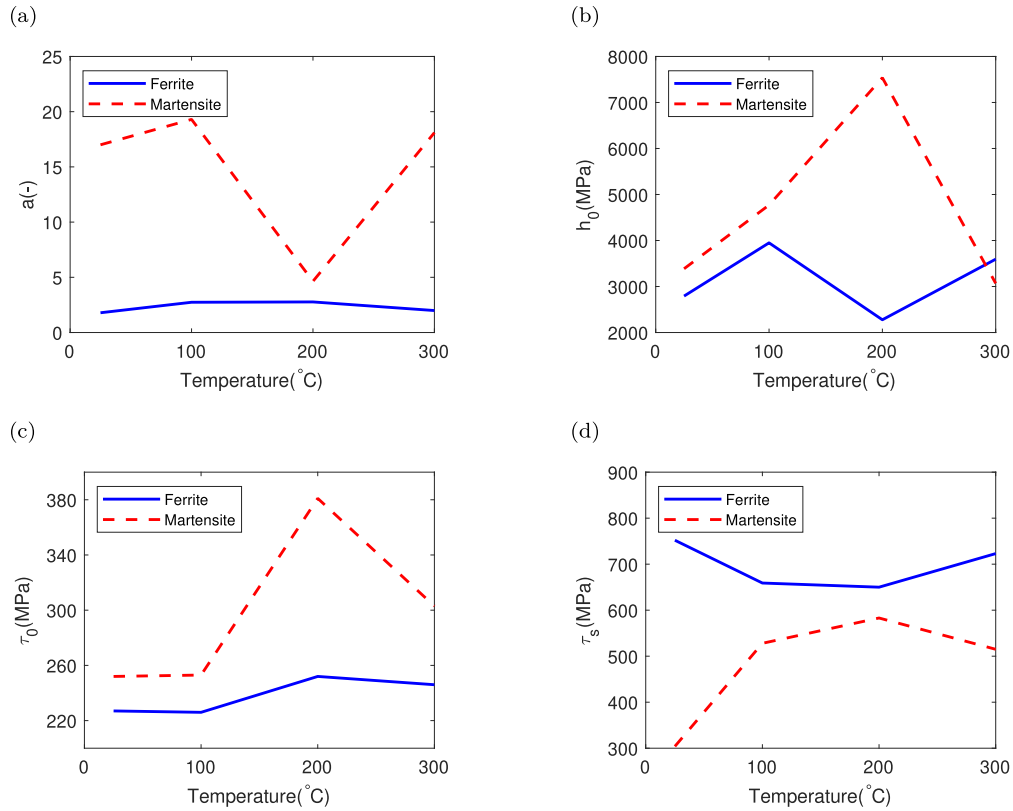 (a)
25
20
15
10
5
0
a(-)
Ferrite
Martensite
0
100
200
300
Temperature(°C)
(b)
8000
7000
6000
5000
4000
3000
2000
h0(MPa)
Ferrite
Martensite
0
100
200
300
Temperature(°C)
(c)
380
340
300
260
220
τ0(MPa)
Ferrite
Martensite
0
100
200
300
Temperature(°C)
(d)
900
800
700
600
500
400
300
τs(MPa)
Ferrite
Martensite
0
100
200
300
Temperature(°C)